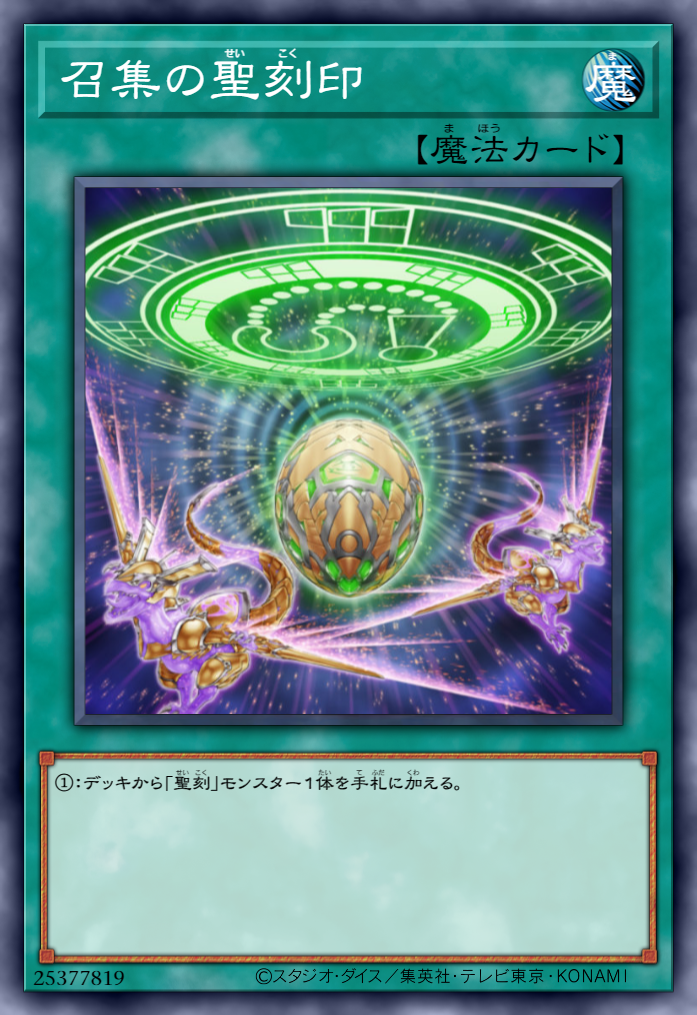 召集の聖刻印
魔
【魔法カード】
①：デッキから「聖刻」モンスター１体を手札に加える。
25377819
©スタジオ・ダイス／集英社・テレビ東京・KONAMI